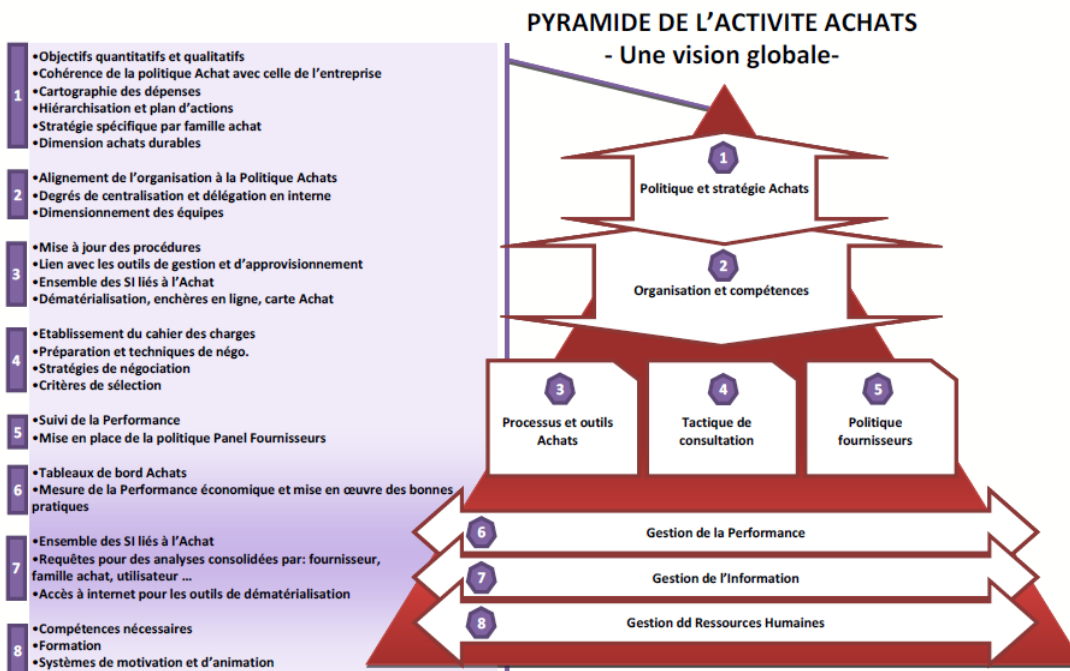 PYRAMIDE DE L'ACTIVITE ACHATS
- Une vision globale-
1
•Objectifs quantitatifs et qualitatifs
•Cohérence de la politique Achat avec celle de l'entreprise
•Cartographie des dépenses
•Hiérarchisation et plan d'actions
•Stratégie spécifique par famille achat
•Dimension achats durables
2
•Alignement de l'organisation à la Politique Achats
•Degrés de centralisation et délégation en interne
•Dimensionnement des équipes
3
•Mise à jour des procédures
•Lien avec les outils de gestion et d'approvisionnement
•Ensemble des SI liés à l'Achat
•Dématérialisation, enchères en ligne, carte Achat
4
•Etablissement du cahier des charges
•Préparation et techniques de négo.
•Stratégies de négociation
•Critères de sélection
5
•Suivi de la Performance
•Mise en place de la politique Panel Fournisseurs
6
•Tableaux de bord Achats
•Mesure de la Performance économique et mise en œuvre des bonnes
pratiques
7
•Ensemble des SI liés à l'Achat
•Requêtes pour des analyses consolidées par: fournisseur,
famille achat, utilisateur …
•Accès à internet pour les outils de dématérialisation
8
•Compétences nécessaires
•Formation
•Systèmes de motivation et d'animation
1
Politique et stratégie Achats
2
Organisation et compétences
3
Processus et outils
Achats
4
Tactique de
consultation
5
Politique
fournisseurs
6
Gestion de la Performance
7
Gestion de l'Information
8
Gestion dd Ressources Humaines